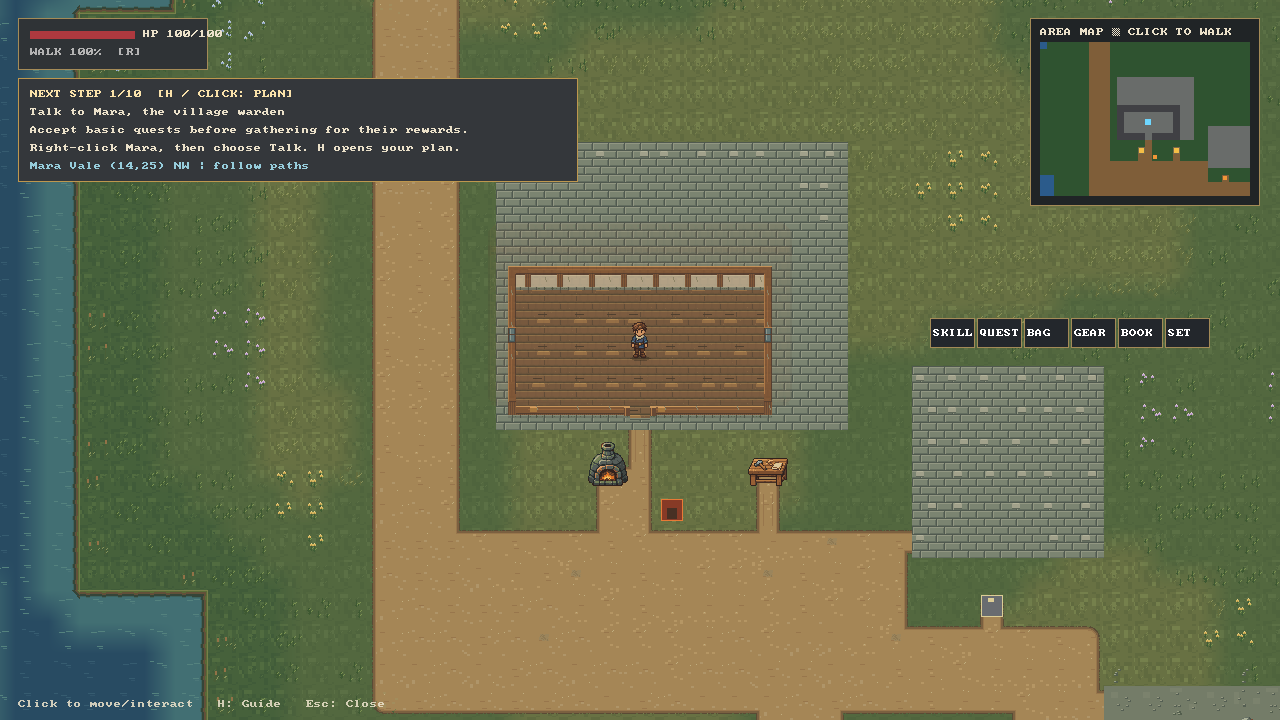 HP 100/100
WALK 100% [R]
NEXT STEP 1/10 [H / CLICK: PLAN]
Talk to Mara, the village warden
Accept basic quests before gathering for their rewards.
Right-click Mara, then choose Talk. H opens your plan.
Mara Vale (14,25) NW ¦ follow paths
AREA MAP ▒ CLICK TO WALK
SKILL QUEST BAG GEAR BOOK SET
Click to move/interact H: Guide Esc: Close